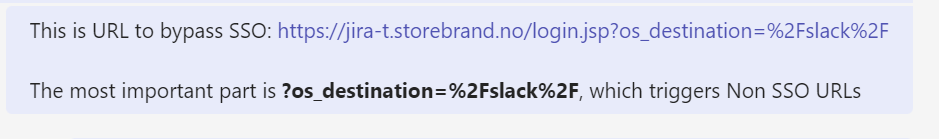 This is URL to bypass SSO: https://jira-t.storebrand.no/login.jsp?os_destination=%2Fslack%2F
The most important part is ?os_destination=%2Fslack%2F, which triggers Non SSO URLs